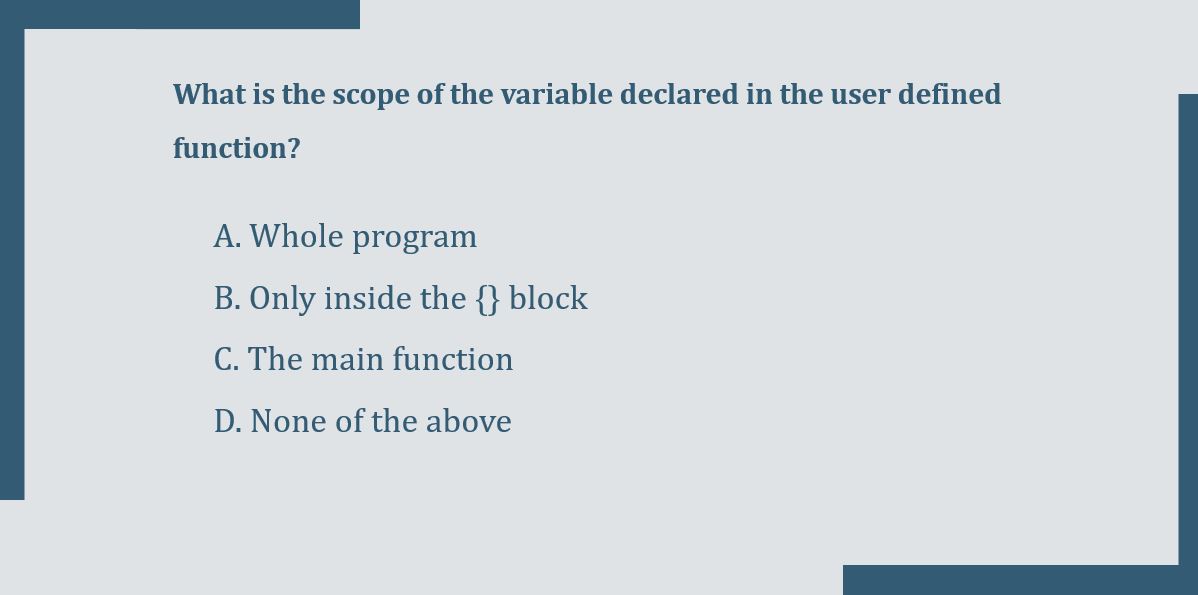 What is the scope of the variable declared in the user defined
function?
A. Whole program
B. Only inside the {} block
C. The main function
D. None of the above